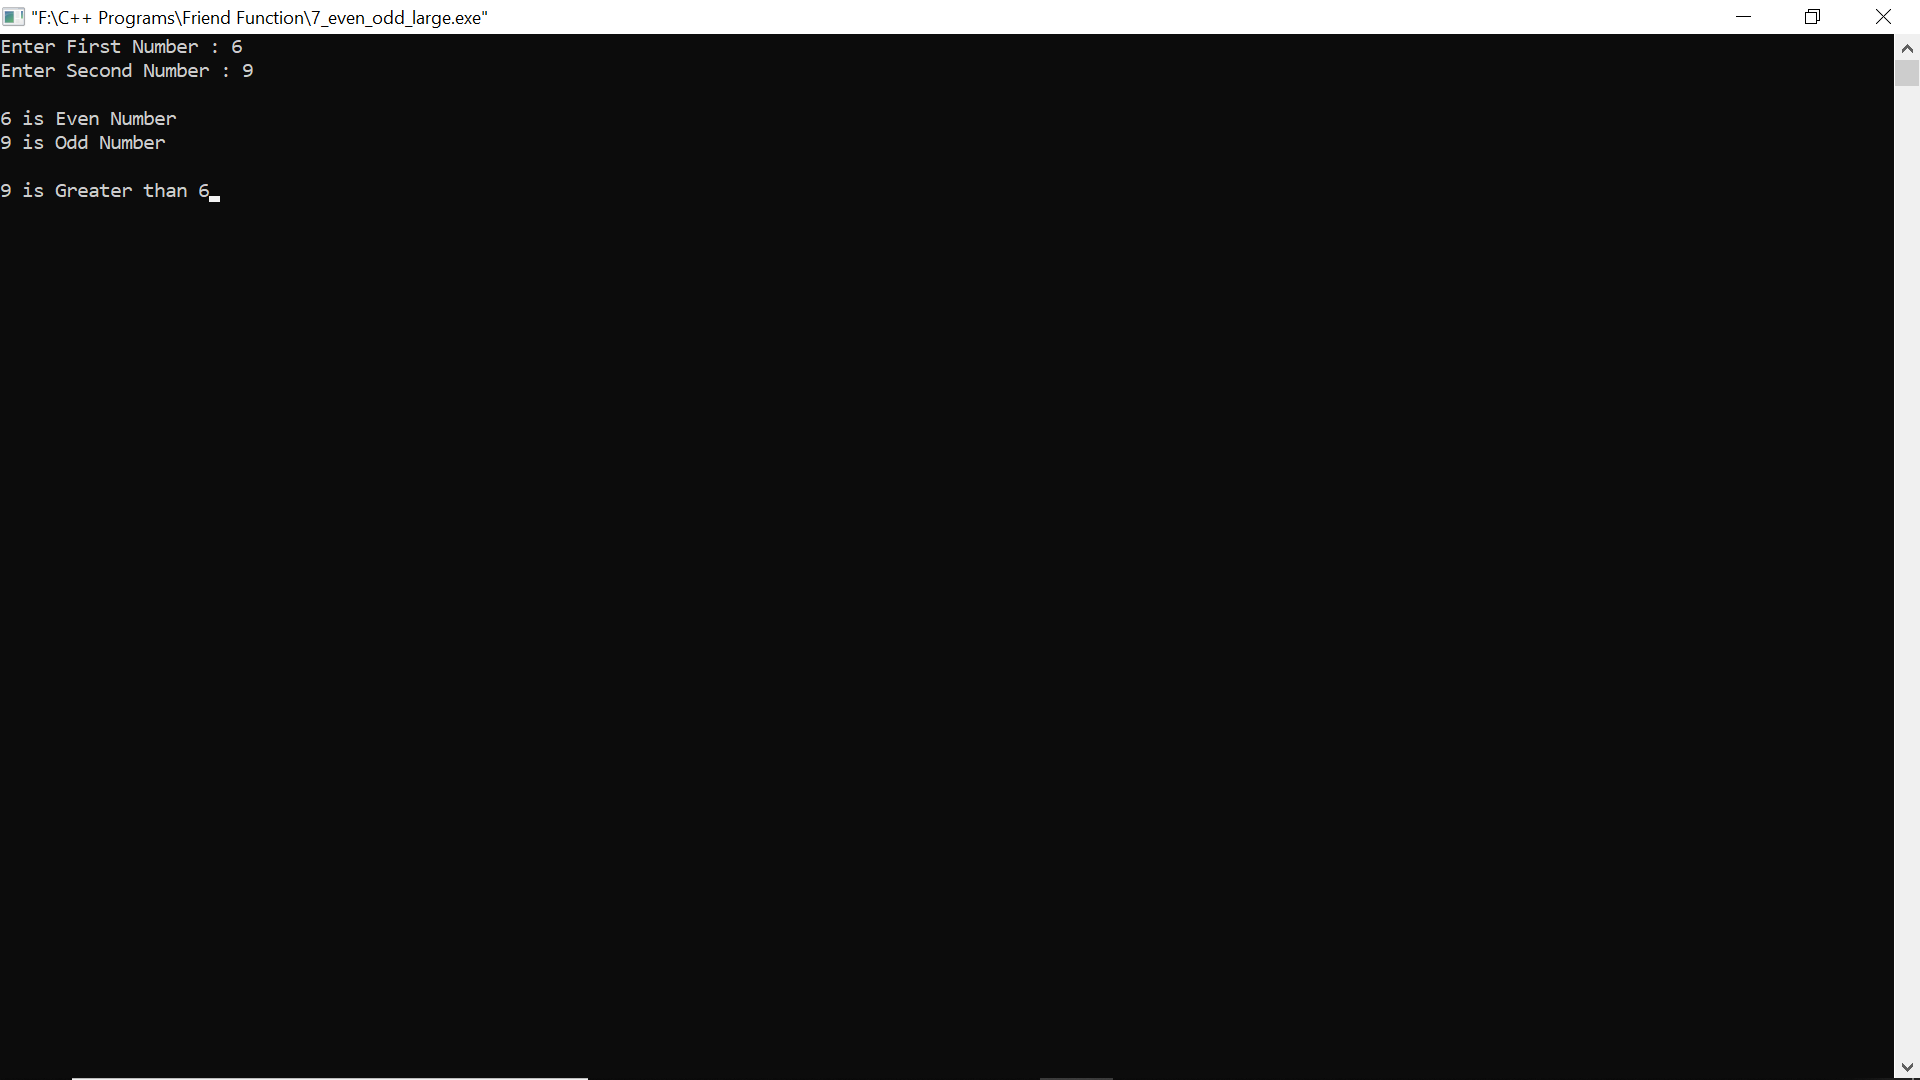 "F:\C++ Programs\Friend Function\7_even_odd_large.exe"
Enter First Number : 6
Enter Second Number : 9
6 is Even Number
9 is Odd Number
9 is Greater than 6